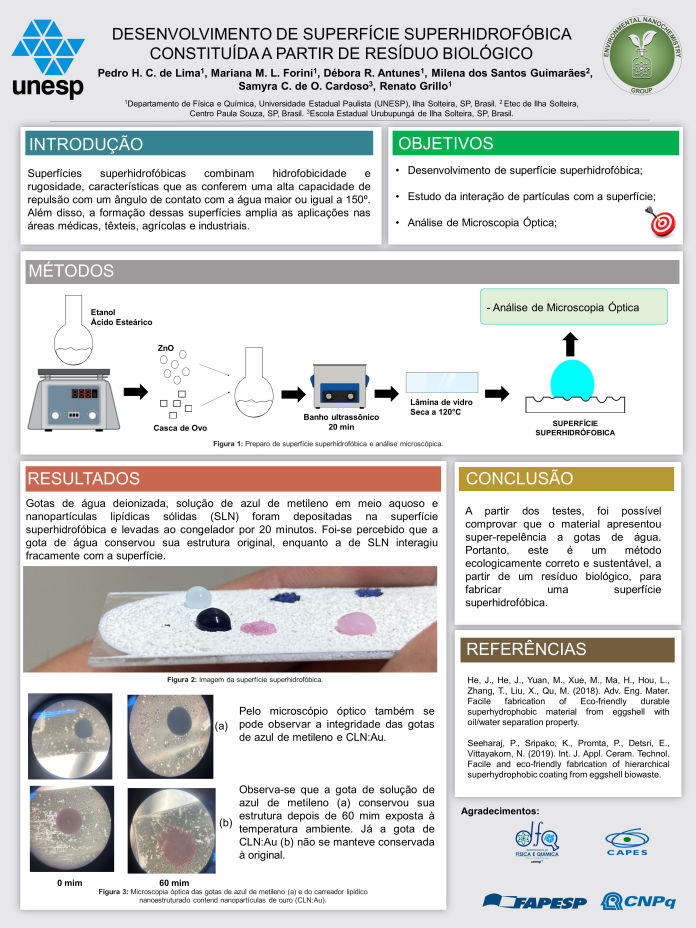 DESENVOLVIMENTO DE SUPERFÍCIE SUPERHIDROFÓBICA
CONSTITUÍDA A PARTIR DE RESÍDUO BIOLÓGICO
unesp
ENVIRONMENTAL NANOCHEMISTRY
GROUP
Pedro H. C. de Lima¹, Mariana M. L. Forini¹, Débora R. Antunes¹, Milena dos Santos Guimarães²,
Samyra C. de O. Cardoso³, Renato Grillo¹
¹Departamento de Física e Química, Universidade Estadual Paulista (UNESP), Ilha Solteira, SP, Brasil. ² Etec de Ilha Solteira,
Centro Paula Souza, SP, Brasil. ³Escola Estadual Urubupungá de Ilha Solteira, SP, Brasil.
INTRODUÇÃO
Superfícies superhidrofóbicas combinam hidrofobicidade e
rugosidade, características que as conferem uma alta capacidade de
repulsão com um ângulo de contato com a água maior ou igual a 150º.
Além disso, a formação dessas superfícies amplia as aplicações nas
áreas médicas, têxteis, agrícolas e industriais.
OBJETIVOS
• Desenvolvimento de superfície superhidrofóbica;
• Estudo da interação de partículas com a superfície;
• Análise de Microscopia Óptica;
MÉTODOS
Etanol
Ácido Esteárico
ZnO
Casca de Ovo
Banho ultrassônico
20 min
Lâmina de vidro
Seca a 120°C
- Análise de Microscopia Óptica
SUPERFÍCIE
SUPERHIDRÓFOBICA
Figura 1: Preparo de superfície superhidrofóbica e análise microscópica.
RESULTADOS
Gotas de água deionizada, solução de azul de metileno em meio aquoso e
nanopartículas lipídicas sólidas (SLN) foram depositadas na superfície
superhidrofóbica e levadas ao congelador por 20 minutos. Foi-se percebido que a
gota de água conservou sua estrutura original, enquanto a de SLN interagiu
fracamente com a superfície.
Figura 2: Imagem da superfície superhidrofóbica.
(a)
Pelo microscópio óptico também se
pode observar a integridade das gotas
de azul de metileno e CLN:Au.
(b)
Observa-se que a gota de solução de
azul de metileno (a) conservou sua
estrutura depois de 60 mim exposta à
temperatura ambiente. Já a gota de
CLN:Au (b) não se manteve conservada
à original.
0 mim
60 mim
Figura 3: Microscopia óptica das gotas de azul de metileno (a) e do carreador lipídico
nanoestruturado contend nanopartículas de ouro (CLN:Au).
CONCLUSÃO
A partir dos testes, foi possível
comprovar que o material apresentou
super-repelência a gotas de água.
Portanto, este é um método
ecologicamente correto e sustentável, a
partir de um resíduo biológico, para
fabricar uma superfície
superhidrofóbica.
REFERÊNCIAS
He, J., He, J., Yuan, M., Xue, M., Ma, H., Hou, L.,
Zhang, T., Liu, X., Qu, M. (2018). Adv. Eng. Mater.
Facile fabrication of Eco-friendly durable
superhydrophobic material from eggshell with
oil/water separation property.
Seeharaj, P., Sripako, K., Promta, P., Detsri, E.,
Vittayakorn, N. (2019). Int. J. Appl. Ceram. Technol.
Facile and eco-friendly fabrication of hierarchical
superhydrophobic coating from eggshell biowaste.
Agradecimentos:
dfq
FÍSICA E QUÍMICA
unesp
CAPES
FAPESP
CNPq